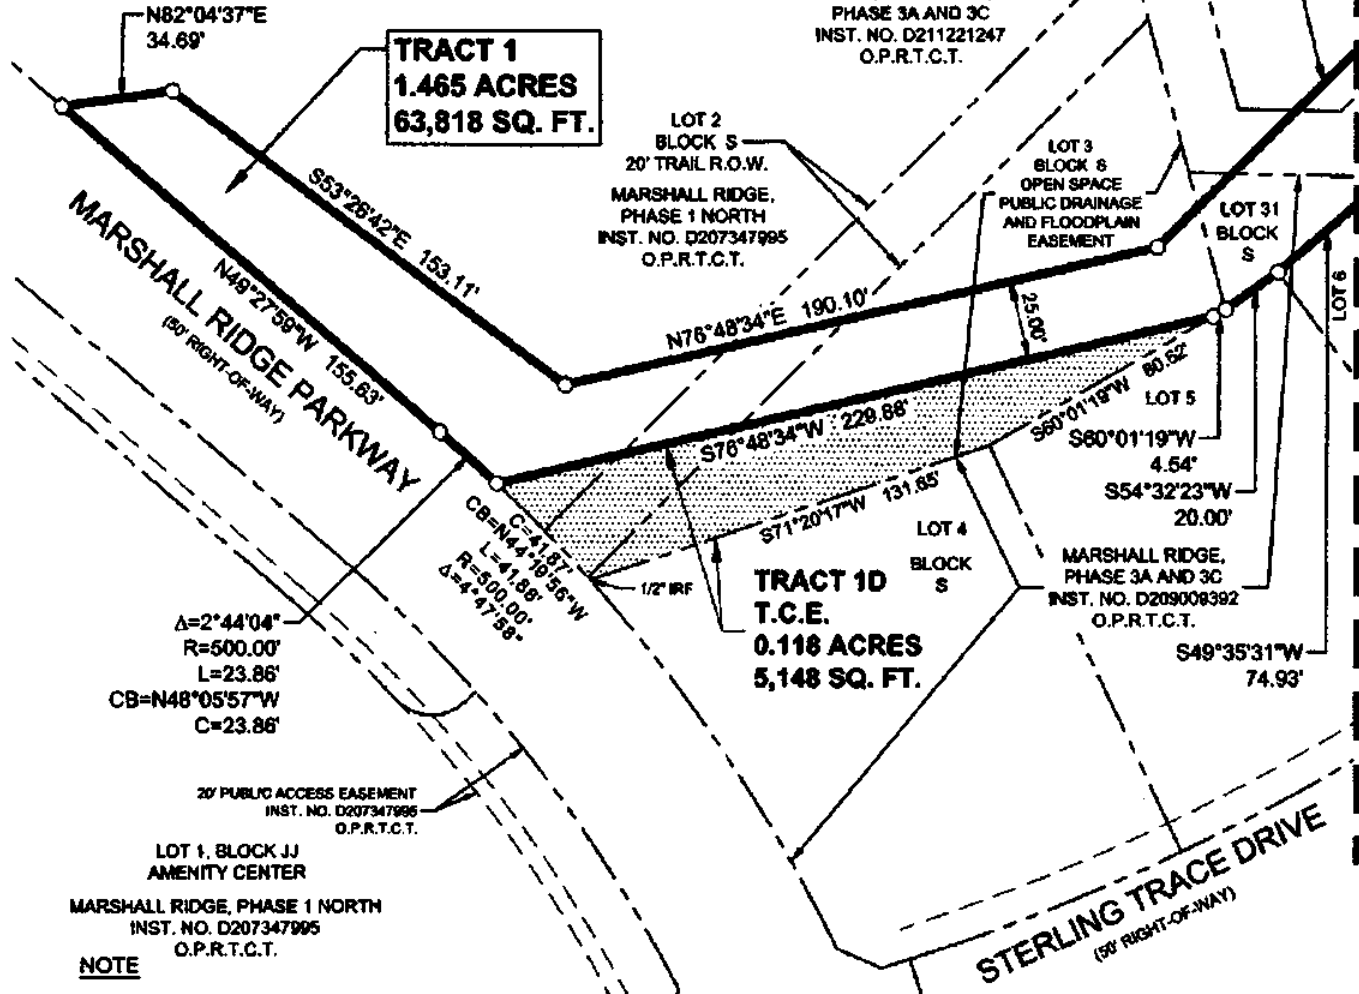 N82°04'37"E
34.69'
TRACT 1
1.465 ACRES
63,818 SQ. FT.
PHASE 3A AND 3C
INST. NO. D211221247
O.P.R.T.C.T.
LOT 2
BLOCK S
20' TRAIL R.O.W.
MARSHALL RIDGE,
PHASE 1 NORTH
INST. NO. D207347995
O.P.R.T.C.T.
LOT 3
BLOCK S
OPEN SPACE
PUBLIC DRAINAGE
AND FLOODPLAIN
EASEMENT
LOT 31
BLOCK
S
LOT 6
S53°26'42"E 153.11'
MARSHALL RIDGE PARKWAY
(50' RIGHT-OF-WAY)
N49°27'59"W 155.63'
N76°48'34"E 190.10'
25.00'
S76°48'34"W 229.88'
S60°01'19"W 80.62'
S71°20'17"W 131.65'
LOT 5
S60°01'19"W
4.54'
S54°32'23"W
20.00'
LOT 4
BLOCK
S
MARSHALL RIDGE,
PHASE 3A AND 3C
INST. NO. D209009392
O.P.R.T.C.T.
S49°35'31"W
74.93'
C=41.87'
CB=N44°19'56"W
L=41.88'
R=500.00'
Δ=4°47'58"
1/2" IRF
TRACT 1D
T.C.E.
0.118 ACRES
5,148 SQ. FT.
Δ=2°44'04"
R=500.00'
L=23.86'
CB=N48°05'57"W
C=23.86'
20' PUBLIC ACCESS EASEMENT
INST. NO. D207347995
O.P.R.T.C.T.
LOT 1, BLOCK JJ
AMENITY CENTER
MARSHALL RIDGE, PHASE 1 NORTH
INST. NO. D207347995
O.P.R.T.C.T.
STERLING TRACE DRIVE
(50' RIGHT-OF-WAY)
NOTE